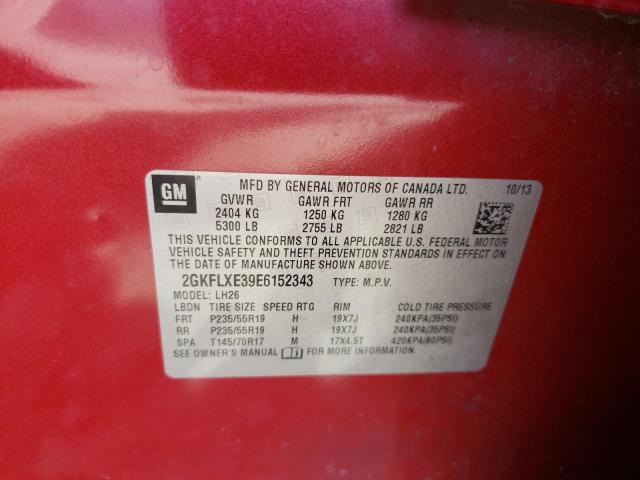 GM
MFD BY GENERAL MOTORS OF CANADA LTD. 10/13
GVWR GAWR FRT GAWR RR
2404 KG 1250 KG 1280 KG
5300 LB 2755 LB 2821 LB
THIS VEHICLE CONFORMS TO ALL APPLICABLE U.S. FEDERAL MOTOR
VEHICLE SAFETY AND THEFT PREVENTION STANDARDS IN EFFECT ON
THE DATE OF MANUFACTURE SHOWN ABOVE.
2GKFLXE39E6152343 TYPE: M.P.V.
MODEL: LH26
LBDN TIRE SIZE SPEED RTG RIM COLD TIRE PRESSURE
FRT P235/55R19 H 19X7J 240KPA(35PSI)
RR P235/55R19 H 19X7J 240KPA(35PSI)
SPA T145/70R17 M 17X4.5T 420KPA(60PSI)
SEE OWNER'S MANUAL FOR MORE INFORMATION.